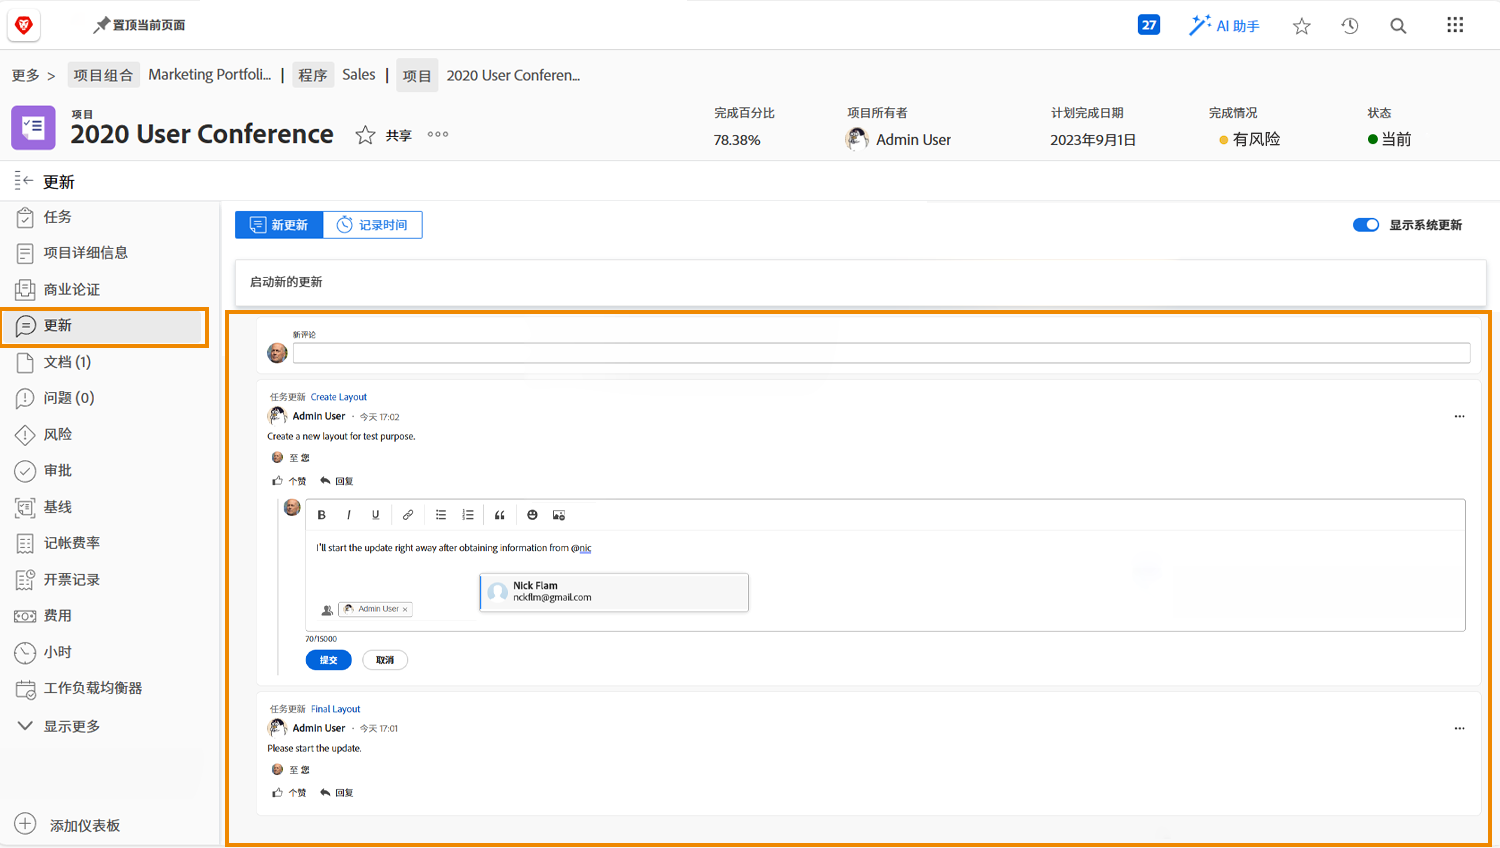 置顶当前页面
27
AI 助手
更多 > 项目组合 Marketing Portfoli... | 程序 Sales | 项目 2020 User Conferen...
项目
2020 User Conference
共享
完成百分比
78.38%
项目所有者
Admin User
计划完成日期
2023年9月1日
完成情况
有风险
状态
当前
更新
任务
项目详细信息
商业论证
更新
文档 (1)
问题 (0)
风险
审批
基线
记帐费率
开票记录
费用
小时
工作负载均衡器
显示更多
添加仪表板
新更新
记录时间
显示系统更新
启动新的更新
新评论
任务更新 Create Layout
Admin User · 今天 17:02
Create a new layout for test purpose.
至 您
个赞 回复
B I U
I'll start the update right away after obtaining information from @nic
Nick Flam
nckflm@gmail.com
Admin User ×
70/15000
提交 取消
任务更新 Final Layout
Admin User · 今天 17:01
Please start the update.
至 您
个赞 回复